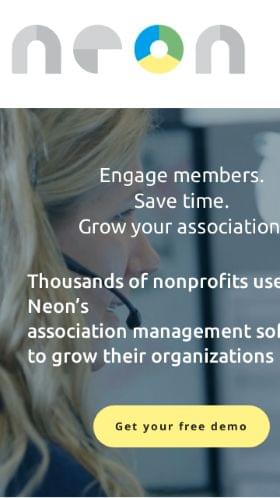 neon
Engage members.
Save time.
Grow your association
Thousands of nonprofits use
Neon's
association management
to grow their organizations
Get your free demo